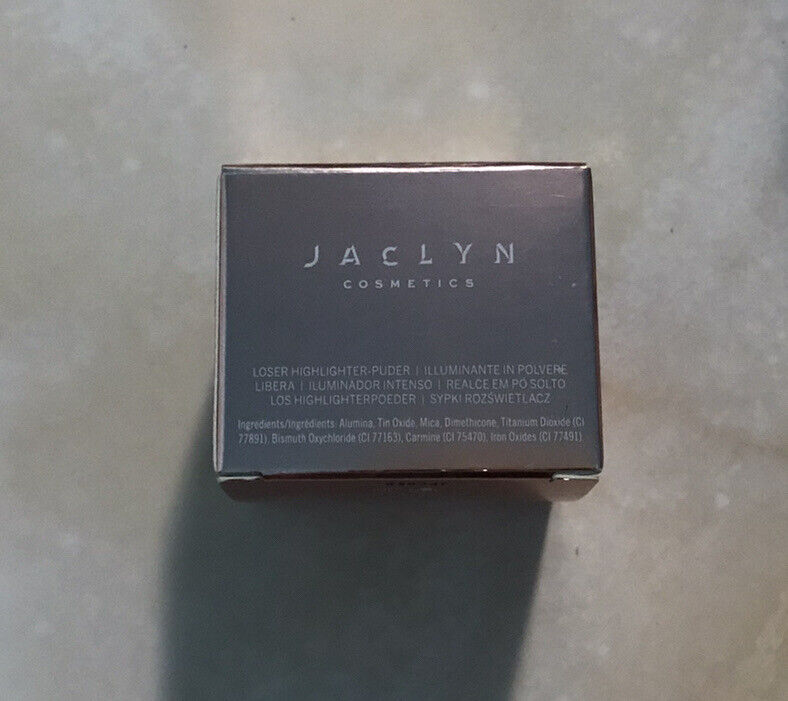 JACLYN
COSMETICS
LOSER HIGHLIGHTER-PUDER | ILLUMINANTE IN POLVERE
LIBERA | ILUMINADOR INTENSO | REALCE EM PÓ SOLTO
LOS HIGHLIGHTERPOEDER | SYPKI ROZŚWIETLACZ
Ingredients/Ingrédients: Alumina, Tin Oxide, Mica, Dimethicone, Titanium Dioxide (CI
77891), Bismuth Oxychloride (CI 77163), Carmine (CI 75470), Iron Oxides (CI 77491)